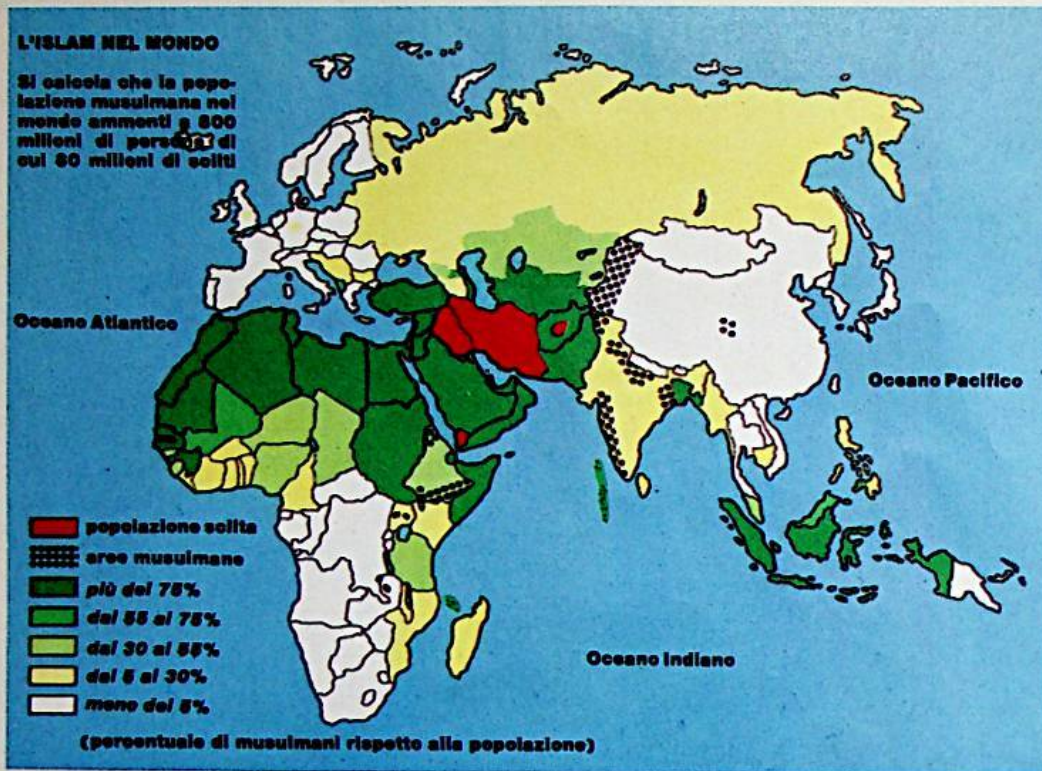 L'ISLAM NEL MONDO
Si calcola che la popo-
lazione musulmana nel
mondo ammonti a 800
milioni di persone di
cui 80 milioni di sciiti
Oceano Atlantico
Oceano Pacifico
popolazione sciita
aree musulmane
più del 75%
dal 55 al 75%
dal 30 al 55%
dal 5 al 30%
meno del 5%
Oceano Indiano
(percentuale di musulmani rispetto alla popolazione)